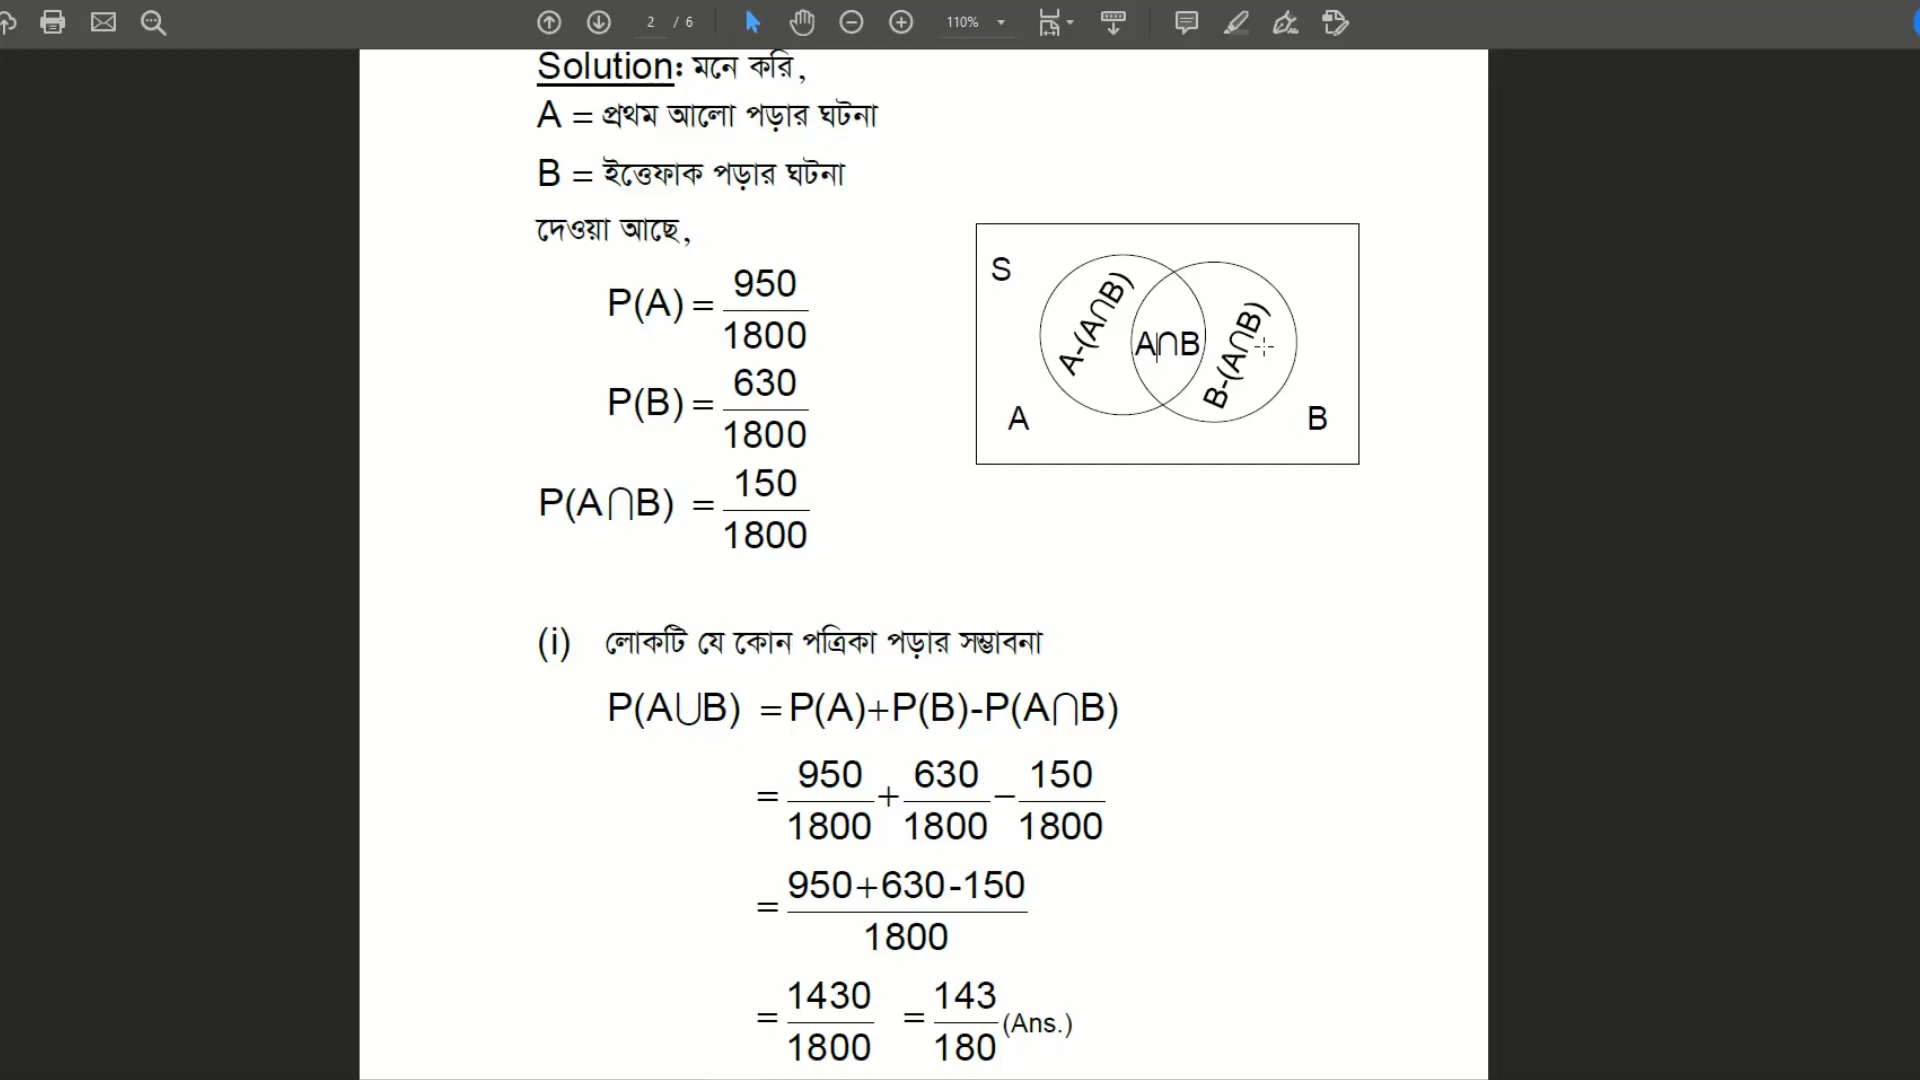 2 / 6 110%
Solution: মনে করি,
A = প্রথম আলো পড়ার ঘটনা
B = ইত্তেফাক পড়ার ঘটনা
দেওয়া আছে,
P(A) = 950/1800
P(B) = 630/1800
P(A∩B) = 150/1800
S
A-(A∩B)
A∩B
B-(A∩B)
A
B
(i) লোকটি যে কোন পত্রিকা পড়ার সম্ভাবনা
P(A∪B) = P(A)+P(B)-P(A∩B)
= 950/1800 + 630/1800 − 150/1800
= 950+630-150/1800
= 1430/1800 = 143/180 (Ans.)